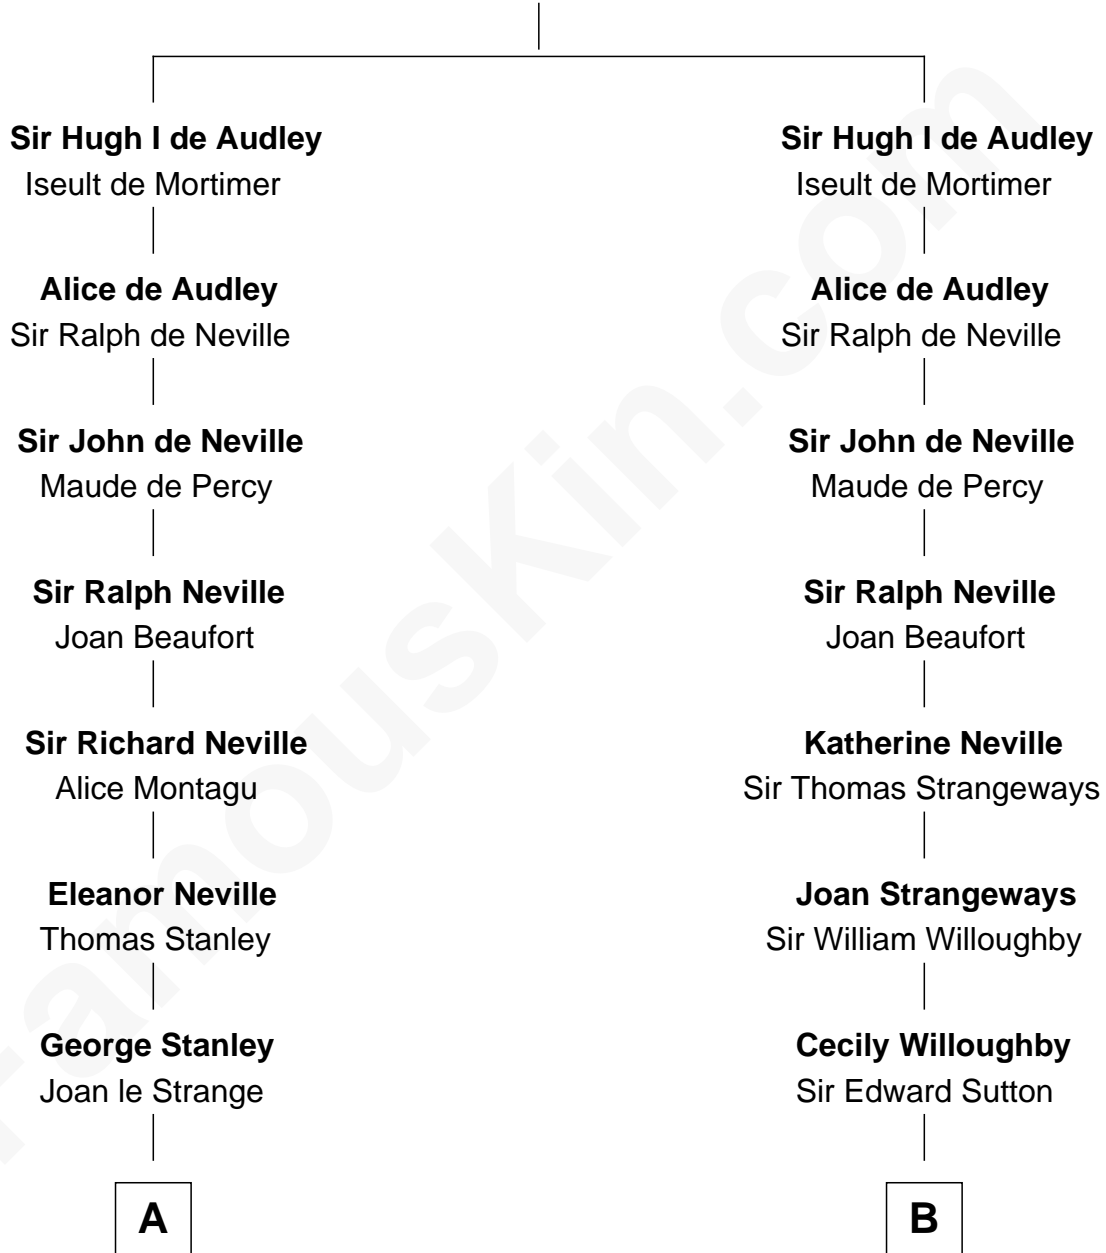 Sir Hugh I de Audley
Iseult de Mortimer
Alice de Audley
Sir Ralph de Neville
Sir John de Neville
Maude de Percy
Sir Ralph Neville
Joan Beaufort
Sir Richard Neville
Alice Montagu
Eleanor Neville
Thomas Stanley
George Stanley
Joan le Strange
A
Sir Hugh I de Audley
Iseult de Mortimer
Alice de Audley
Sir Ralph de Neville
Sir John de Neville
Maude de Percy
Sir Ralph Neville
Joan Beaufort
Katherine Neville
Sir Thomas Strangeways
Joan Strangeways
Sir William Willoughby
Cecily Willoughby
Sir Edward Sutton
B
FamousKin.com